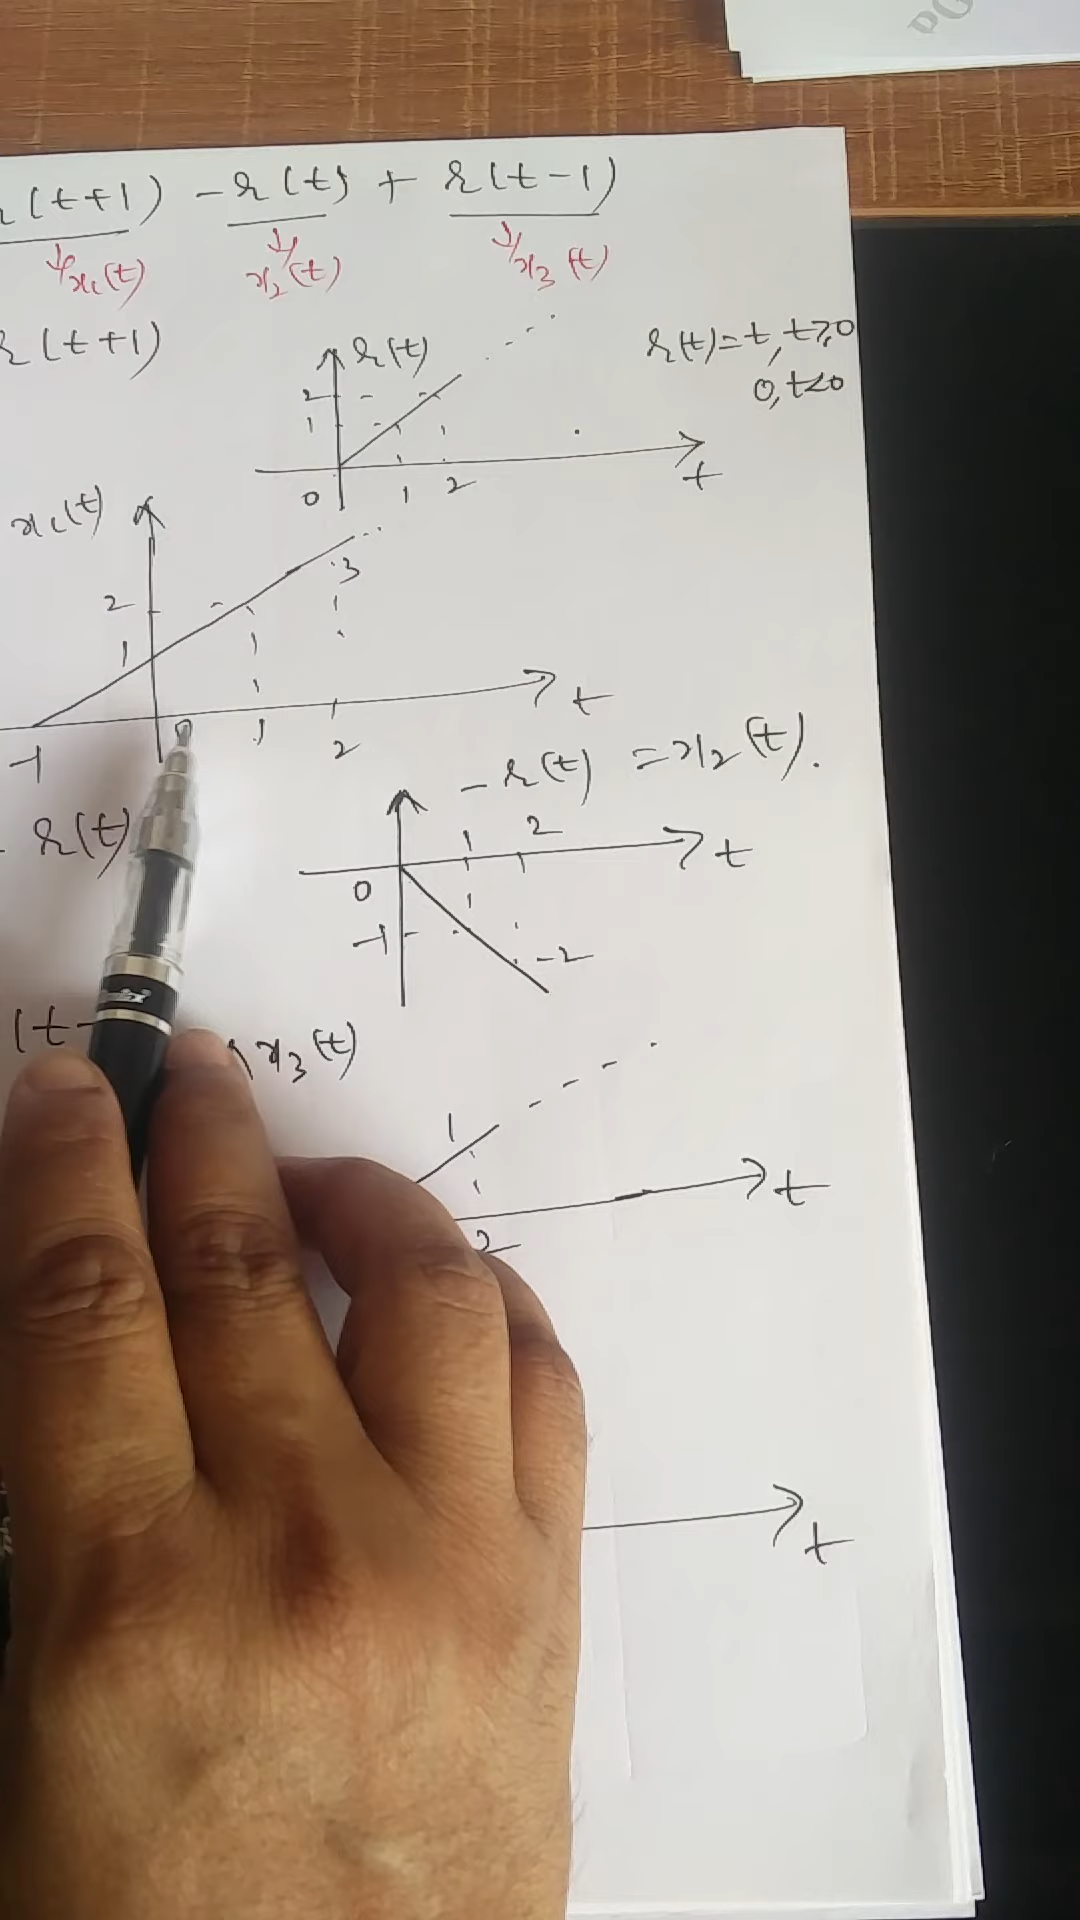 r(t+1) - r(t) + r(t-1)
x1(t) x2(t) x3(t)
r(t+1)
r(t)
r(t)=t, t≥0
0, t<0
2
1
0 1 2 t
x1(t)
3
2
1
-1 0 1 2 t
- r(t) = x2(t).
- r(t)
1 2 t
0
-1 -2
(t-
x3(t)
1
t
2
t